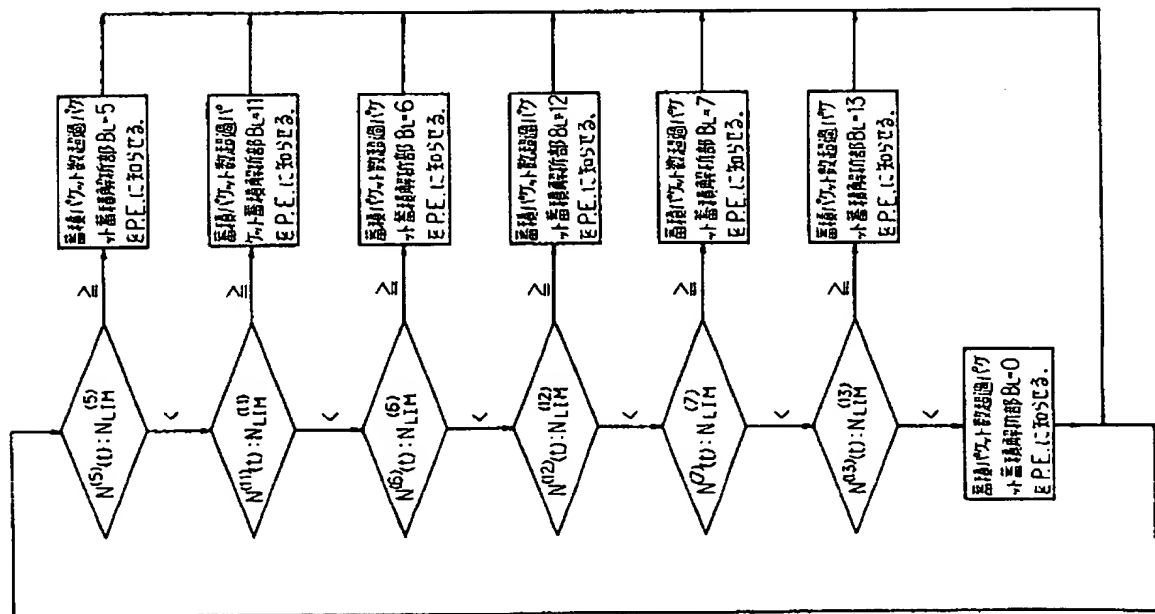 蓄積パケット数超過パケ
ット蓄積解析部BL=5
をP.E.に知らせる。
蓄積パケット数超過パ
ケット蓄積解析部BL=11
をP.E.に知らせる。
蓄積パケット数超過パケ
ット蓄積解析部BL=6
をP.E.に知らせる。
蓄積パケット数超過パケ
ット蓄積解析部BL=12
をP.E.に知らせる。
蓄積パケット数超過パケ
ット蓄積解析部BL=7
をP.E.に知らせる。
蓄積パケット数超過パケ
ット蓄積解析部BL=13
をP.E.に知らせる。
≧
≧
≧
≧
≧
≧
N(5)(t):NLIM(5)
<
N(11)(t):NLIM(11)
<
N(6)(t):NLIM(6)
<
N(12)(t):NLIM(12)
<
N(7)(t):NLIM(7)
<
N(13)(t):NLIM(13)
<
蓄積パケット数超過パケ
ット蓄積解析部BL=0
をP.E.に知らせる。